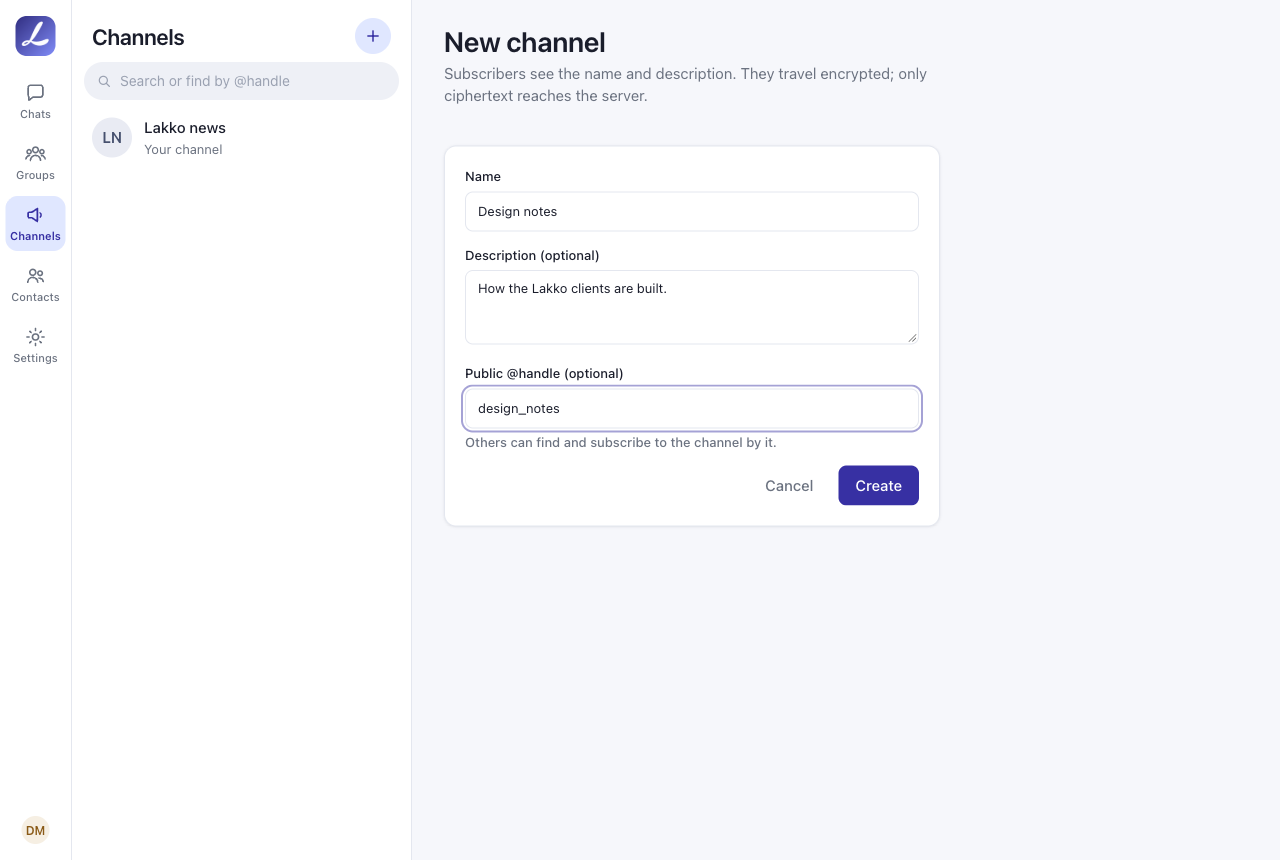 Channels
Search or find by @handle
LN
Lakko news
Your channel
Chats
Groups
Channels
Contacts
Settings
DM
New channel
Subscribers see the name and description. They travel encrypted; only
ciphertext reaches the server.
Name
Design notes
Description (optional)
How the Lakko clients are built.
Public @handle (optional)
design_notes
Others can find and subscribe to the channel by it.
Cancel
Create